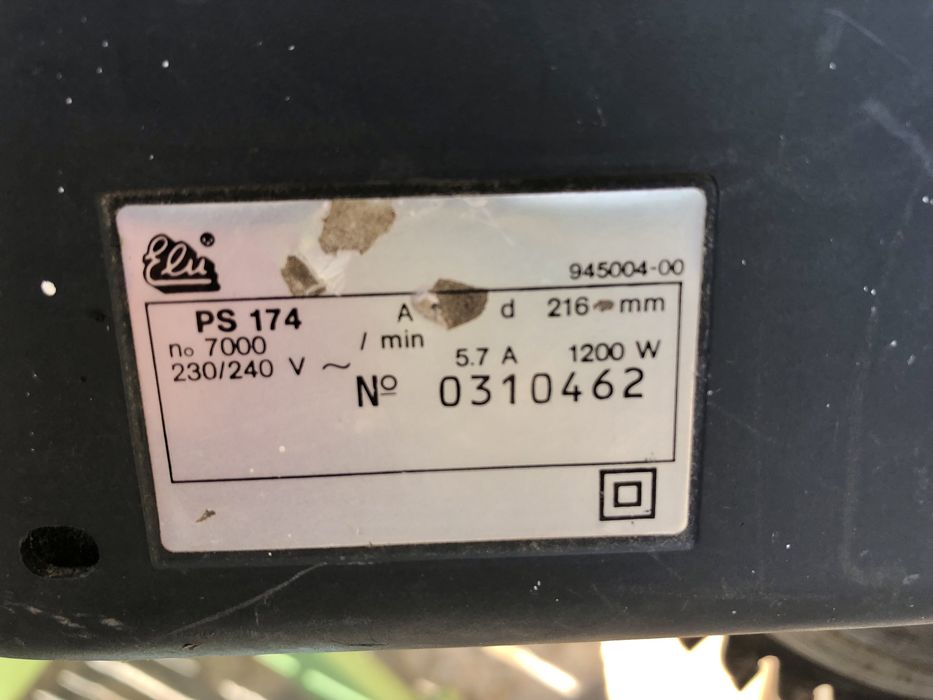 Elu®
945004-00
PS 174 A d 216 mm
no 7000 / min
230/240 V ~ 5.7 A 1200 W
Nº 0310462